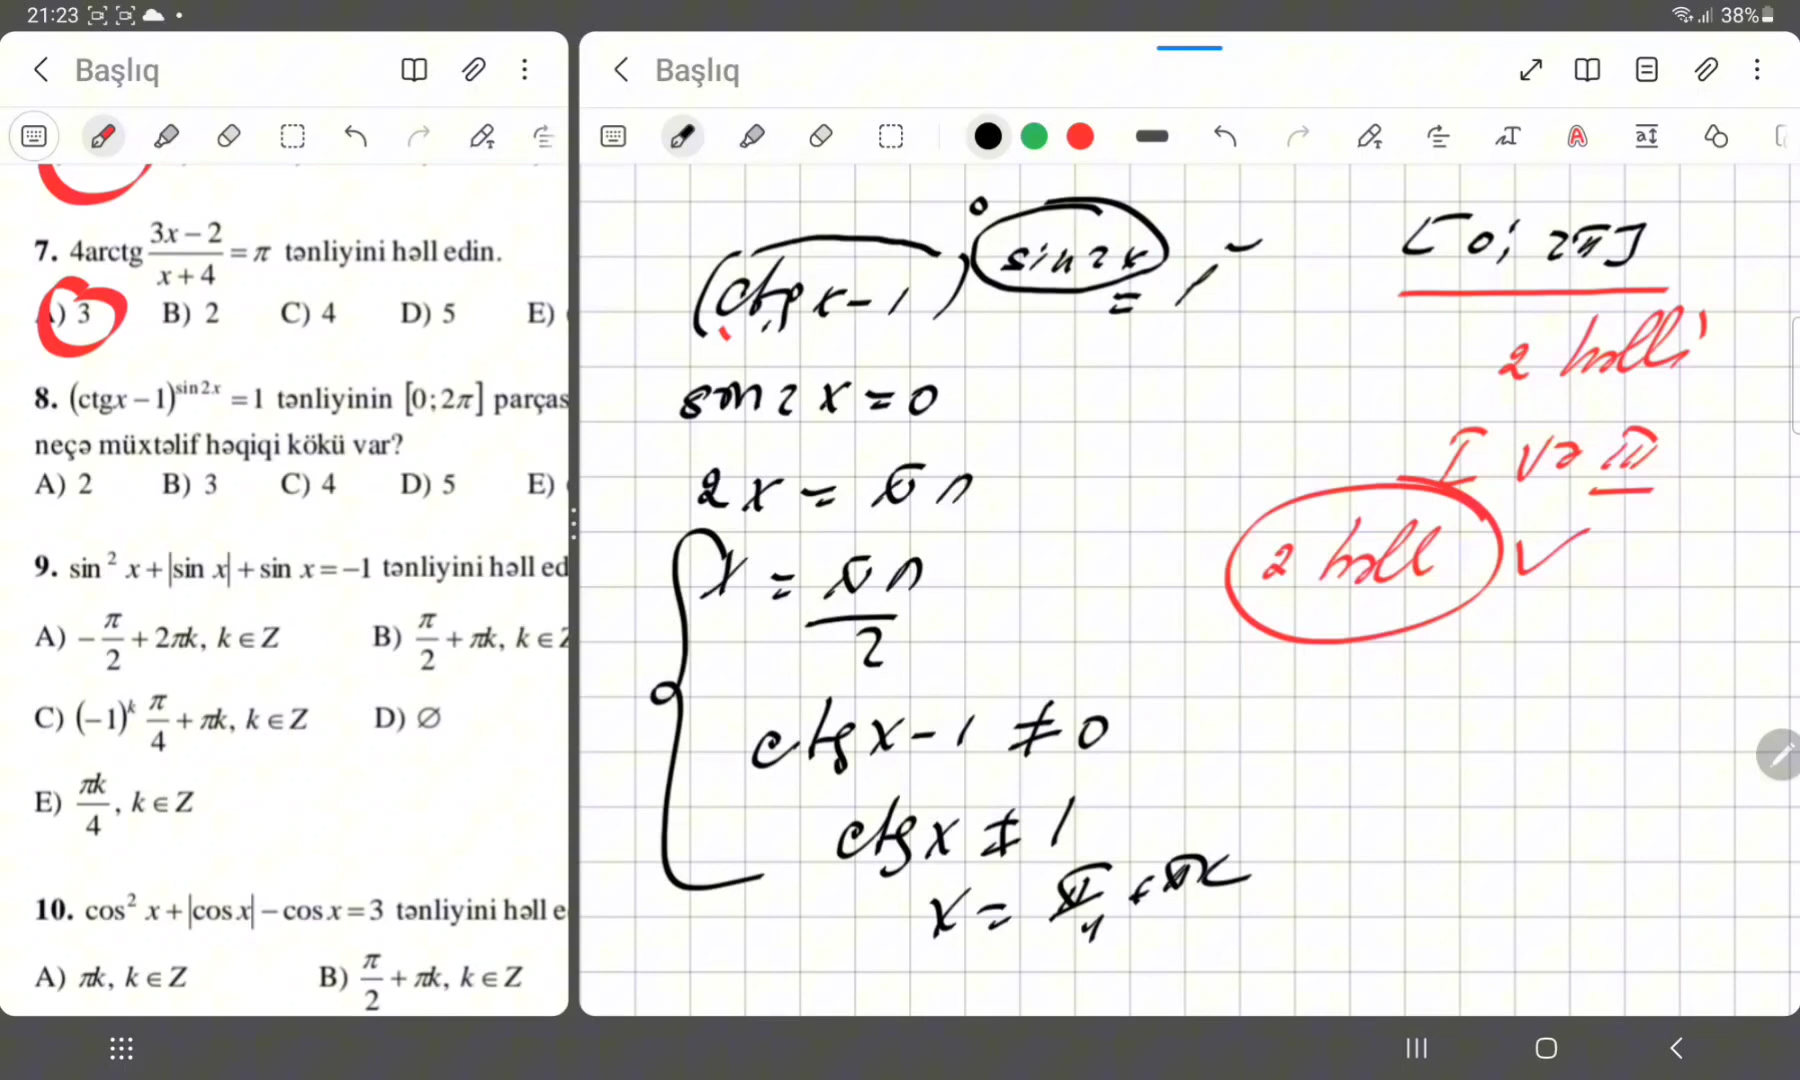 21:23
38%
Başlıq
7. 4arctg (3x − 2)/(x + 4) = π tənliyini həll edin.
) 3 B) 2 C) 4 D) 5 E)
8. (ctgx − 1)^sin2x = 1 tənliyinin [0;2π] parças
neçə müxtəlif həqiqi kökü var?
A) 2 B) 3 C) 4 D) 5 E)
9. sin² x + |sin x| + sin x = −1 tənliyini həll ed
A) −π/2 + 2πk, k ∈ Z B) π/2 + πk, k ∈ Z
C) (−1)^k π/4 + πk, k ∈ Z D) ∅
E) πk/4, k ∈ Z
10. cos² x + |cos x| − cos x = 3 tənliyini həll e
A) πk, k ∈ Z B) π/2 + πk, k ∈ Z
Başlıq
(ctgx − 1)^sin2x = 1
sin2x = 0
2x = πn
x = πn/2
ctgx − 1 ≠ 0
ctgx ≠ 1
x = π/4 + πk
[0; 2π]
I və III
2 həll